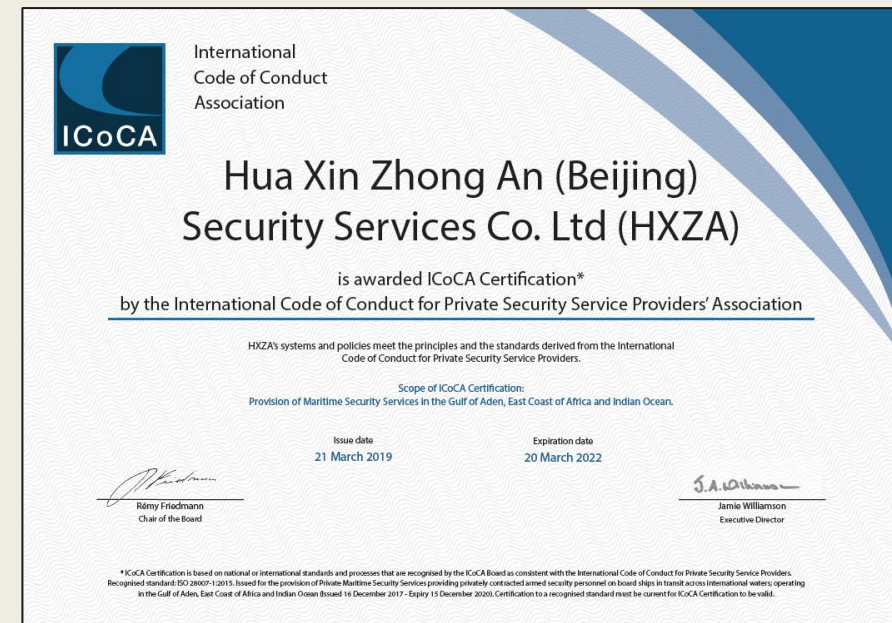 ICoCA
International
Code of Conduct
Association
Hua Xin Zhong An (Beijing)
Security Services Co. Ltd (HXZA)
is awarded ICoCA Certification*
by the International Code of Conduct for Private Security Service Providers' Association
HXZA's systems and policies meet the principles and the standards derived from the International
Code of Conduct for Private Security Service Providers.
Scope of ICoCA Certification:
Provision of Maritime Security Services in the Gulf of Aden, East Coast of Africa and Indian Ocean.
Issue date
21 March 2019
Expiration date
20 March 2022
Rémy Friedmann
Chair of the Board
J.A. Williamson
Jamie Williamson
Executive Director
* ICoCA Certification is based on national or international standards and processes that are recognised by the ICoCA Board as consistent with the International Code of Conduct for Private Security Service Providers.
Recognised standard: ISO 28007-1:2015. Issued for the provision of Private Maritime Security Services providing privately contracted armed security personnel on board ships in transit across international waters; operating
in the Gulf of Aden, East Coast of Africa and Indian Ocean (Issued 16 December 2017 - Expiry 15 December 2020). Certification to a recognised standard must be current for ICoCA Certification to be valid.